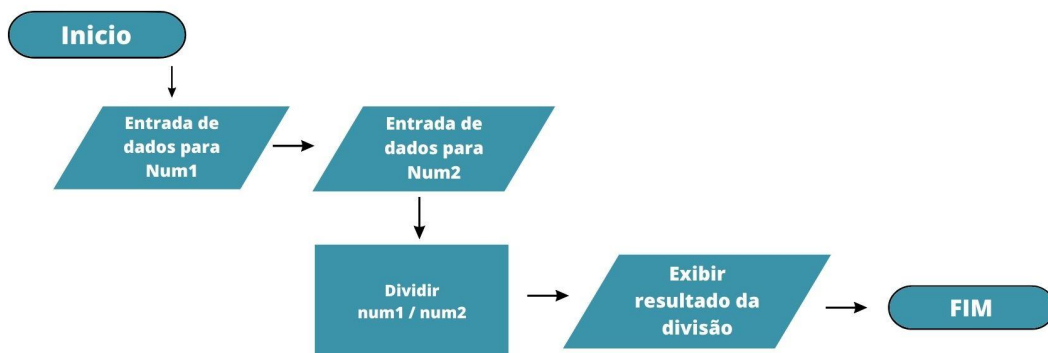 Inicio
Entrada de
dados para
Num1
Entrada de
dados para
Num2
Dividir
num1 / num2
Exibir
resultado da
divisão
FIM